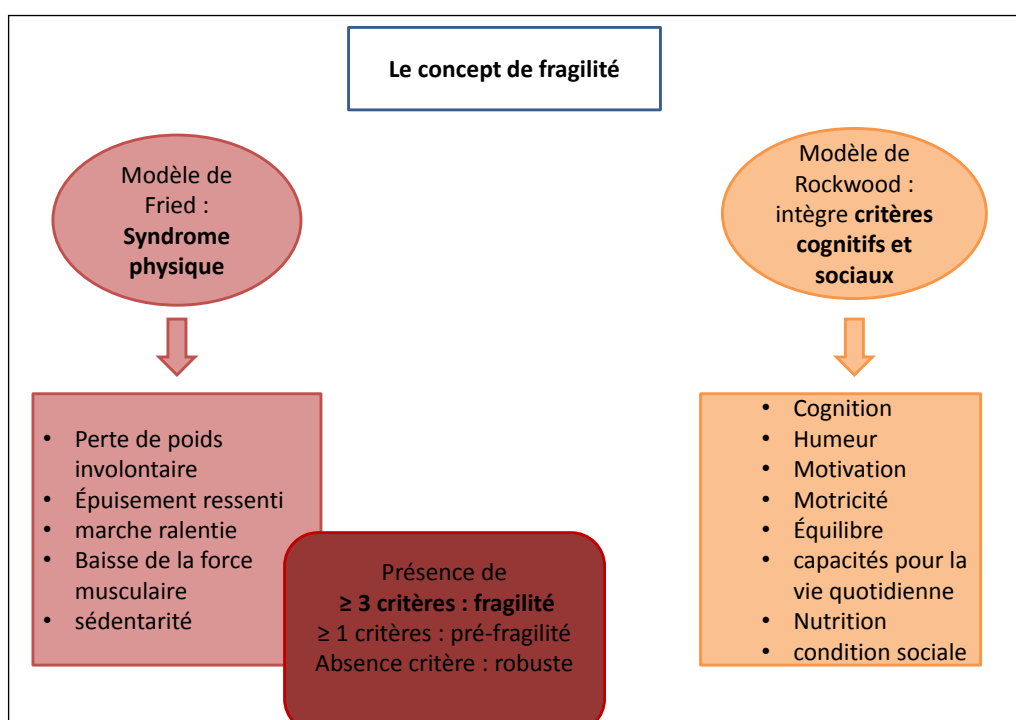 Le concept de fragilité
Modèle de
Fried :
Syndrome
physique
• Perte de poids
involontaire
• Épuisement ressenti
• marche ralentie
• Baisse de la force
musculaire
• sédentarité
Présence de
≥ 3 critères : fragilité
≥ 1 critères : pré-fragilité
Absence critère : robuste
Modèle de
Rockwood :
intègre critères
cognitifs et
sociaux
• Cognition
• Humeur
• Motivation
• Motricité
• Équilibre
• capacités pour la
vie quotidienne
• Nutrition
• condition sociale